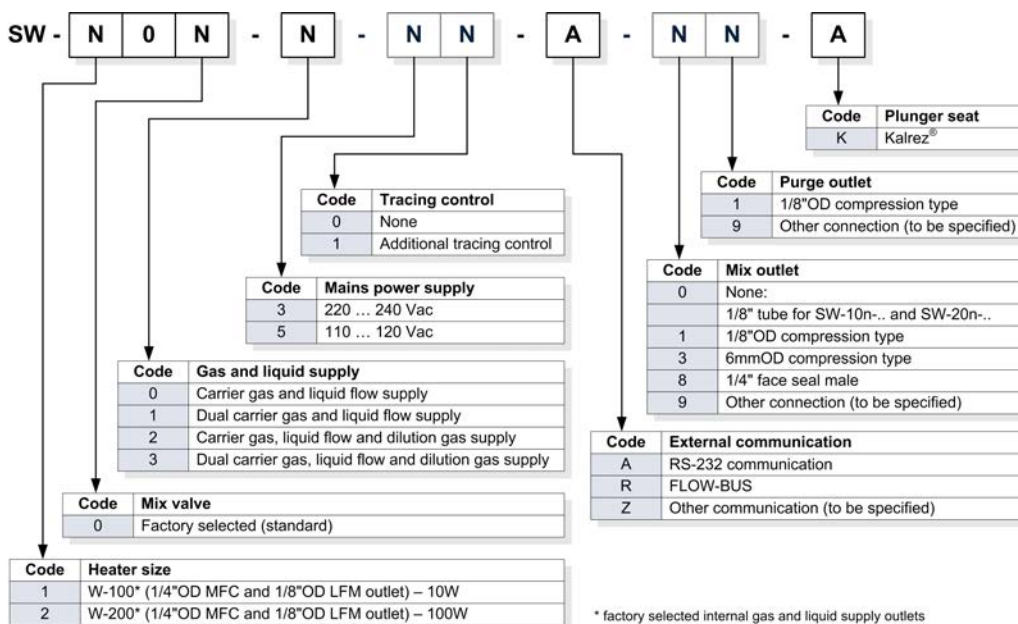 SW - N 0 N - N - N N - A - N N - A
Code Plunger seat
K Kalrez®
Code Purge outlet
1 1/8"OD compression type
9 Other connection (to be specified)
Code Tracing control
0 None
1 Additional tracing control
Code Mix outlet
0 None:
1/8" tube for SW-10n-.. and SW-20n-..
1 1/8"OD compression type
3 6mmOD compression type
8 1/4" face seal male
9 Other connection (to be specified)
Code Mains power supply
3 220 ... 240 Vac
5 110 ... 120 Vac
Code Gas and liquid supply
0 Carrier gas and liquid flow supply
1 Dual carrier gas and liquid flow supply
2 Carrier gas, liquid flow and dilution gas supply
3 Dual carrier gas, liquid flow and dilution gas supply
Code External communication
A RS-232 communication
R FLOW-BUS
Z Other communication (to be specified)
Code Mix valve
0 Factory selected (standard)
Code Heater size
1 W-100* (1/4"OD MFC and 1/8"OD LFM outlet) – 10W
2 W-200* (1/4"OD MFC and 1/8"OD LFM outlet) – 100W
* factory selected internal gas and liquid supply outlets